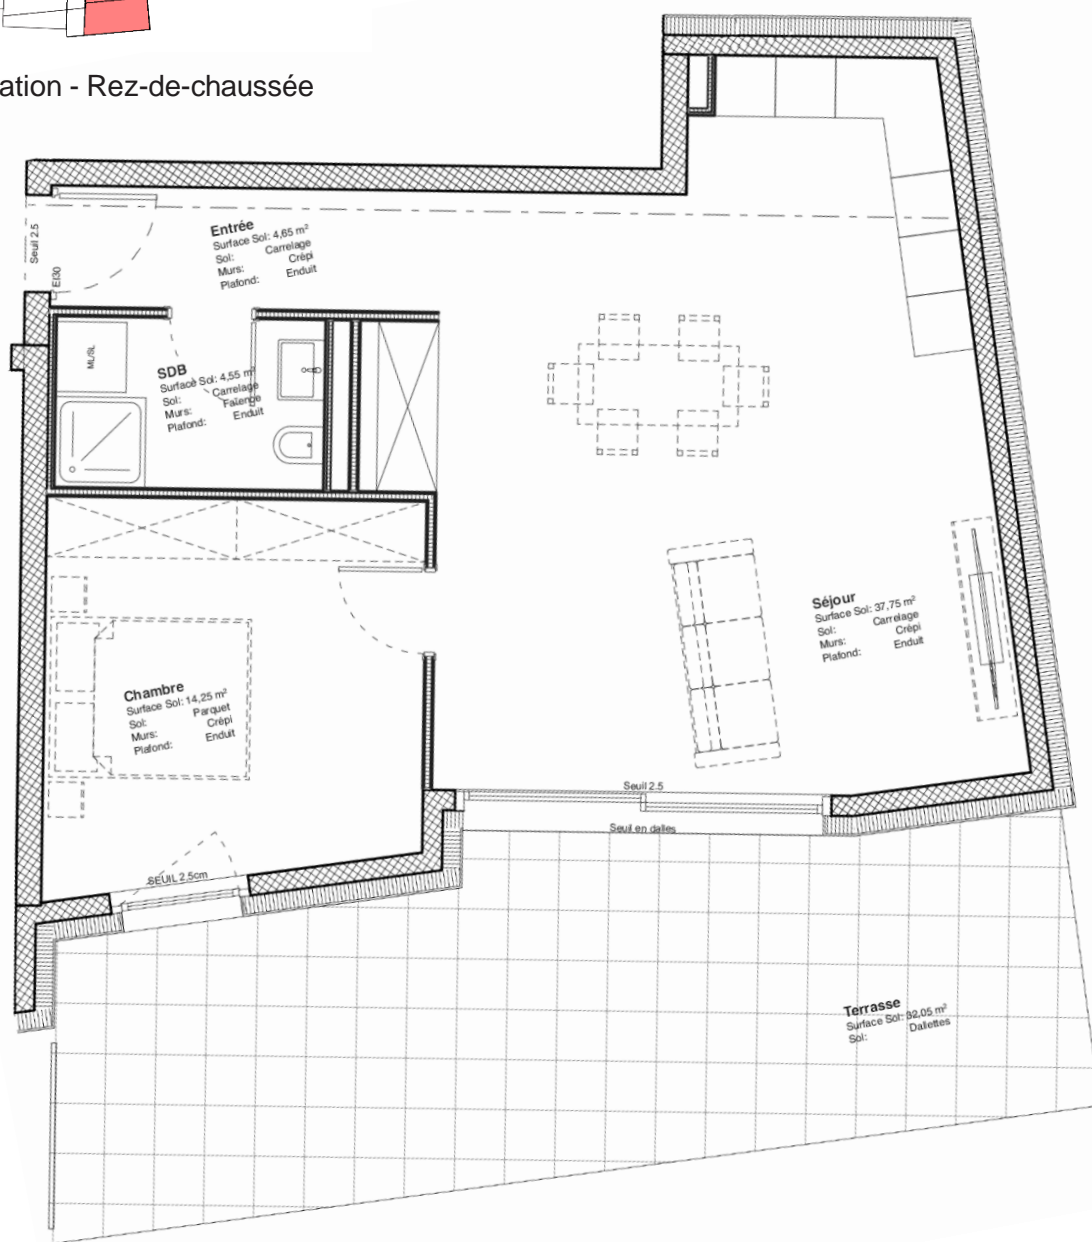 ation - Rez-de-chaussée
Seuil 2.5
EI30
Entrée
Surface Sol: 4,65 m²
Sol: Carrelage
Murs: Crépi
Plafond: Enduit
ML/SL
SDB
Surface Sol: 4,55 m²
Sol: Carrelage
Murs: Faïence
Plafond: Enduit
Séjour
Surface Sol: 37,75 m²
Sol: Carrelage
Murs: Crépi
Plafond: Enduit
Chambre
Surface Sol: 14,25 m²
Sol: Parquet
Murs: Crépi
Plafond: Enduit
Seuil 2.5
Seuil en dalles
SEUIL 2.5cm
Terrasse
Surface Sol: 32,05 m²
Sol: Dallettes